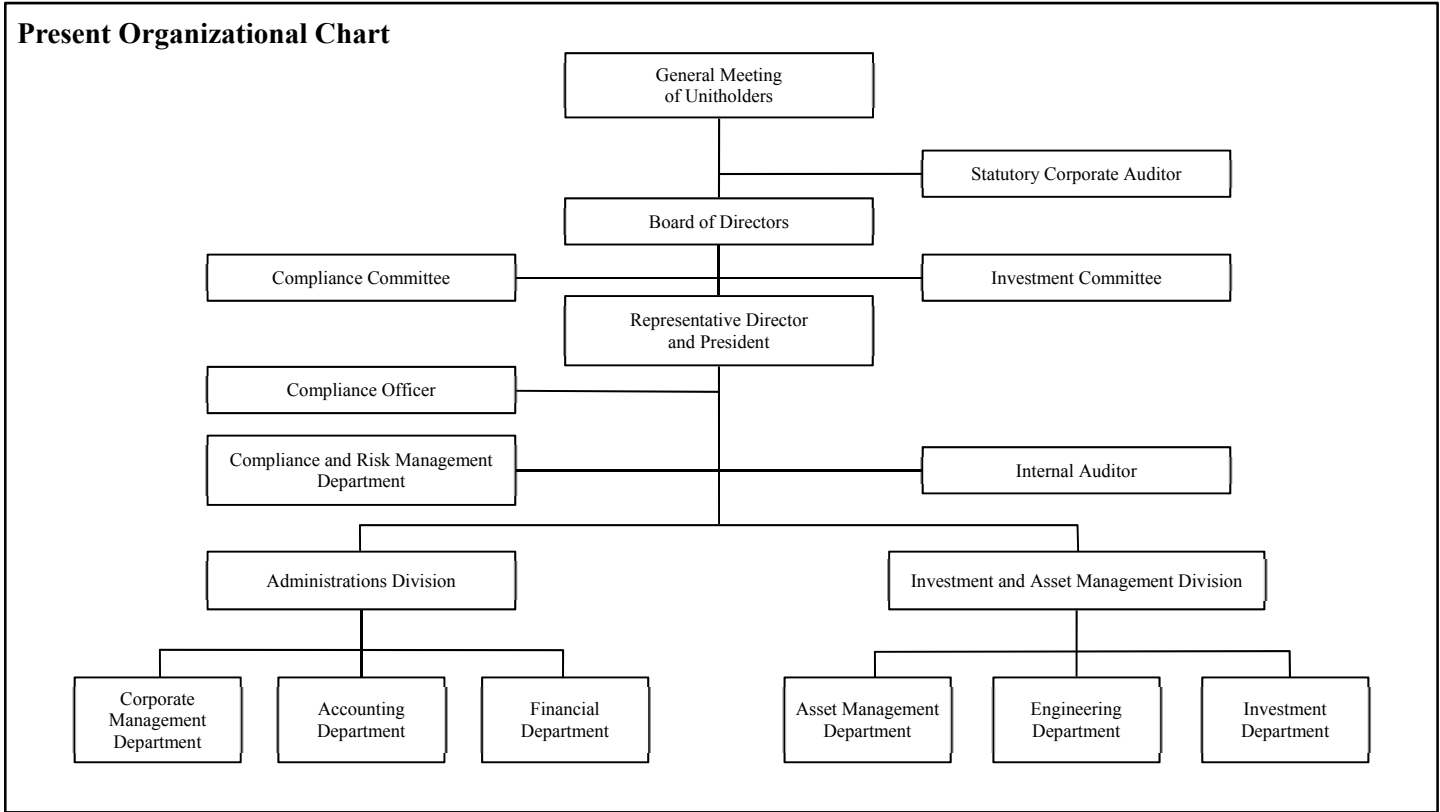 Present Organizational Chart
General Meeting
of Unitholders
Statutory Corporate Auditor
Board of Directors
Compliance Committee
Investment Committee
Representative Director
and President
Compliance Officer
Compliance and Risk Management
Department
Internal Auditor
Administrations Division
Investment and Asset Management Division
Corporate
Management
Department
Accounting
Department
Financial
Department
Asset Management
Department
Engineering
Department
Investment
Department